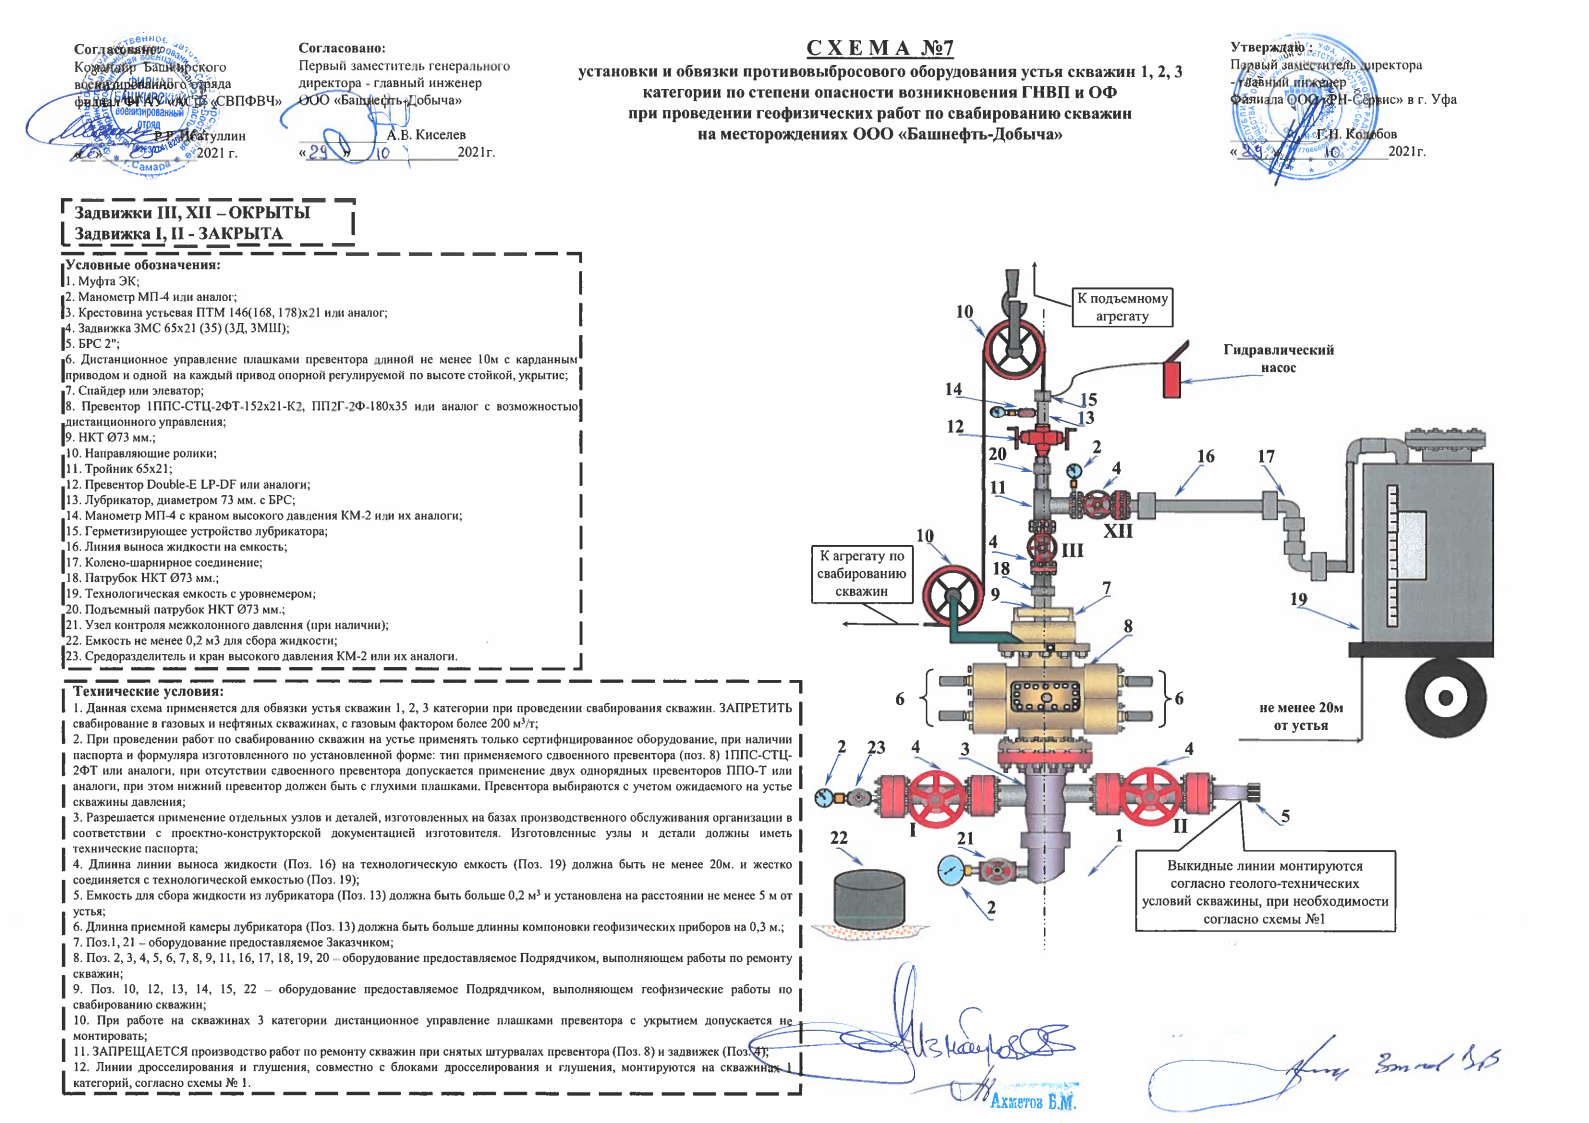 Согласовано:
Командир Башкирского
военизированного отряда
филиал ФГАУ «АСФ «СВПФВЧ»
2021 г.
Согласовано:
Первый заместитель генерального
директора - главный инженер
ООО «Башнефть-Добыча»
А.В. Киселев
«29» 10 2021г.
С Х Е М А №7
установки и обвязки противовыбросового оборудования устья скважин 1, 2, 3
категории по степени опасности возникновения ГНВП и ОФ
при проведении геофизических работ по свабированию скважин
на месторождениях ООО «Башнефть-Добыча»
Утверждаю :
Первый заместитель директора
- главный инженер
Филиала ООО «РН-Сервис» в г. Уфа
Г.Н. Колобов
«29» 10 2021г.
Задвижки III, XII – ОКРЫТЫ
Задвижка I, II - ЗАКРЫТА
Условные обозначения:
1. Муфта ЭК;
2. Манометр МП-4 или аналог;
3. Крестовина устьевая ПТМ 146(168, 178)х21 или аналог;
4. Задвижка ЗМС 65х21 (35) (ЗД, ЗМШ);
5. БРС 2";
6. Дистанционное управление плашками превентора длиной не менее 10м с карданным
приводом и одной на каждый привод опорной регулируемой по высоте стойкой, укрытие;
7. Спайдер или элеватор;
8. Превентор 1ППС-СТЦ-2ФТ-152х21-К2, ПП2Г-2Ф-180х35 или аналог с возможностью
дистанционного управления;
9. НКТ Ø73 мм.;
10. Направляющие ролики;
11. Тройник 65х21;
12. Превентор Double-E LP-DF или аналоги;
13. Лубрикатор, диаметром 73 мм. с БРС;
14. Манометр МП-4 с краном высокого давления КМ-2 или их аналоги;
15. Герметизирующее устройство лубрикатора;
16. Линия выноса жидкости на емкость;
17. Колено-шарнирное соединение;
18. Патрубок НКТ Ø73 мм.;
19. Технологическая емкость с уровнемером;
20. Подъемный патрубок НКТ Ø73 мм.;
21. Узел контроля межколонного давления (при наличии);
22. Емкость не менее 0,2 м3 для сбора жидкости;
23. Средоразделитель и кран высокого давления КМ-2 или их аналоги.
Технические условия:
1. Данная схема применяется для обвязки устья скважин 1, 2, 3 категории при проведении свабирования скважин. ЗАПРЕТИТЬ
свабирование в газовых и нефтяных скважинах, с газовым фактором более 200 м³/т;
2. При проведении работ по свабированию скважин на устье применять только сертифицированное оборудование, при наличии
паспорта и формуляра изготовленного по установленной форме: тип применяемого сдвоенного превентора (поз. 8) 1ППС-СТЦ-
2ФТ или аналоги, при отсутствии сдвоенного превентора допускается применение двух однорядных превенторов ППО-Т или
аналоги, при этом нижний превентор должен быть с глухими плашками. Превентора выбираются с учетом ожидаемого на устье
скважины давления;
3. Разрешается применение отдельных узлов и деталей, изготовленных на базах производственного обслуживания организации в
соответствии с проектно-конструкторской документацией изготовителя. Изготовленные узлы и детали должны иметь
технические паспорта;
4. Длинна линии выноса жидкости (Поз. 16) на технологическую емкость (Поз. 19) должна быть не менее 20м. и жестко
соединяется с технологической емкостью (Поз. 19);
5. Емкость для сбора жидкости из лубрикатора (Поз. 13) должна быть больше 0,2 м³ и установлена на расстоянии не менее 5 м от
устья;
6. Длинна приемной камеры лубрикатора (Поз. 13) должна быть больше длинны компоновки геофизических приборов на 0,3 м.;
7. Поз.1, 21 – оборудование предоставляемое Заказчиком;
8. Поз. 2, 3, 4, 5, 6, 7, 8, 9, 11, 16, 17, 18, 19, 20 – оборудование предоставляемое Подрядчиком, выполняющем работы по ремонту
скважин;
9. Поз. 10, 12, 13, 14, 15, 22 – оборудование предоставляемое Подрядчиком, выполняющем геофизические работы по
свабированию скважин;
10. При работе на скважинах 3 категории дистанционное управление плашками превентора с укрытием допускается не
монтировать;
11. ЗАПРЕЩАЕТСЯ производство работ по ремонту скважин при снятых штурвалах превентора (Поз. 8) и задвижек (Поз. 4);
12. Линии дросселирования и глушения, совместно с блоками дросселирования и глушения, монтируются на скважинах 1
категорий, согласно схемы № 1.
К подъемному
агрегату
10
Гидравлический
насос
14
15
13
12
2
20
4
16
17
11
XII
10
4
III
К агрегату по
свабированию
скважин
18
9
7
19
8
6
6
не менее 20м
от устья
2
23
4
3
4
I
II
5
22
21
1
2
Выкидные линии монтируются
согласно геолого-технических
условий скважины, при необходимости
согласно схемы №1
Ахметов Б.М.